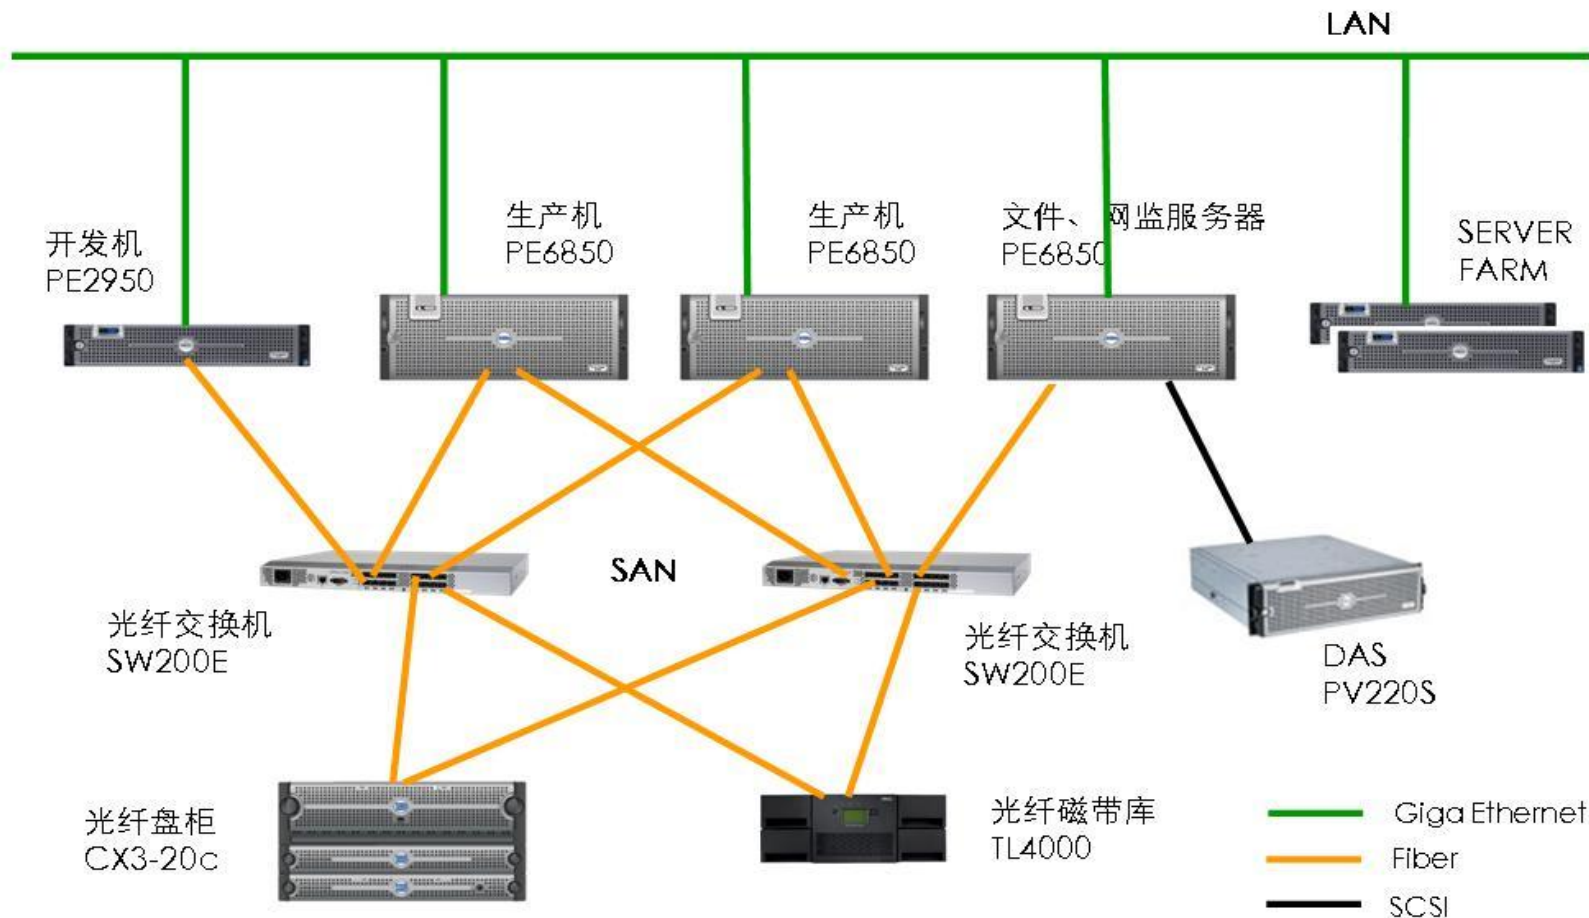 LAN
开发机
PE2950
生产机
PE6850
生产机
PE6850
文件、网监服务器
PE6850
SERVER
FARM
SAN
光纤交换机
SW200E
光纤交换机
SW200E
DAS
PV220S
光纤盘柜
CX3-20c
光纤磁带库
TL4000
Giga Ethernet
Fiber
SCSI